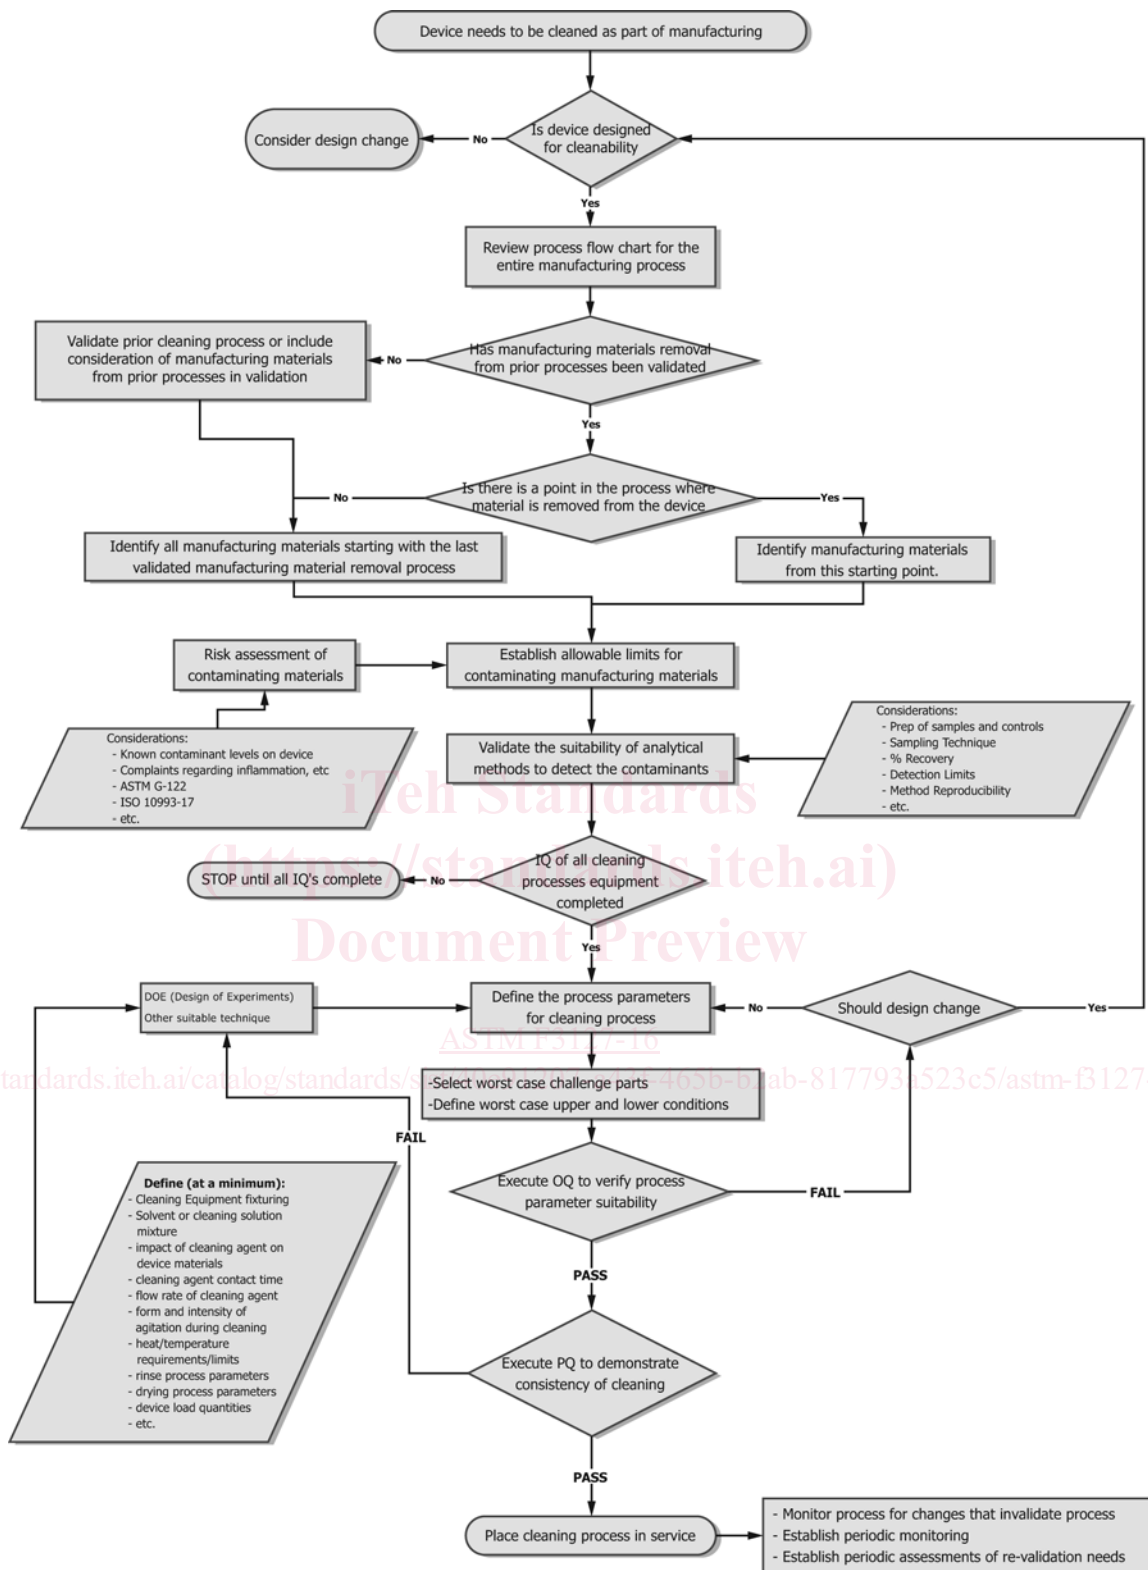 Device needs to be cleaned as part of manufacturing
Is device designed
for cleanability
No
Consider design change
Yes
Review process flow chart for the
entire manufacturing process
Has manufacturing materials removal
from prior processes been validated
No
Validate prior cleaning process or include
consideration of manufacturing materials
from prior processes in validation
Yes
Is there is a point in the process where
material is removed from the device
No
Yes
Identify all manufacturing materials starting with the last
validated manufacturing material removal process
Identify manufacturing materials
from this starting point.
Risk assessment of
contaminating materials
Establish allowable limits for
contaminating manufacturing materials
Considerations:
- Known contaminant levels on device
- Complaints regarding inflammation, etc
- ASTM G-122
- ISO 10993-17
- etc.
Validate the suitability of analytical
methods to detect the contaminants
Considerations:
- Prep of samples and controls
- Sampling Technique
- % Recovery
- Detection Limits
- Method Reproducibility
- etc.
iTeh Standards
(https://standards.iteh.ai)
Document Preview
IQ of all cleaning
processes equipment
completed
No
STOP until all IQ's complete
Yes
DOE (Design of Experiments)
Other suitable technique
Define the process parameters
for cleaning process
No
Should design change
Yes
ASTM F3127-16
tandards.iteh.ai/catalog/standards/
465b-b2ab-817793a523c5/astm-f3127-
-Select worst case challenge parts
-Define worst case upper and lower conditions
FAIL
Execute OQ to verify process
parameter suitability
FAIL
Define (at a minimum):
- Cleaning Equipment fixturing
- Solvent or cleaning solution
mixture
- impact of cleaning agent on
device materials
- cleaning agent contact time
- flow rate of cleaning agent
- form and intensity of
agitation during cleaning
- heat/temperature
requirements/limits
- rinse process parameters
- drying process parameters
- device load quantities
- etc.
PASS
Execute PQ to demonstrate
consistency of cleaning
PASS
Place cleaning process in service
- Monitor process for changes that invalidate process
- Establish periodic monitoring
- Establish periodic assessments of re-validation needs